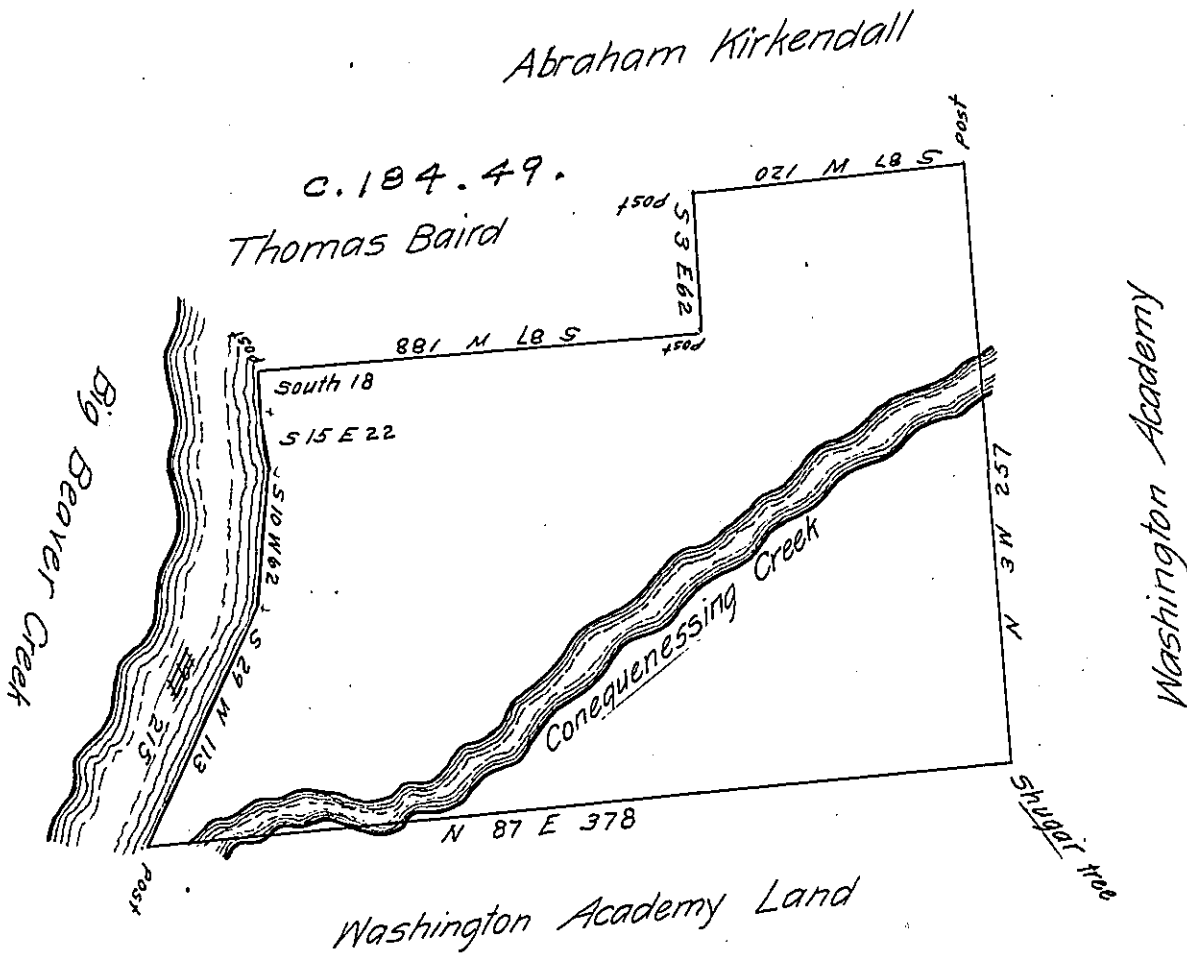 Abraham Kirkendall
c. 184. 49.
Thomas Baird
post
S 87 W 120
post
S 3 E 62
post
S 87 W 188
post
South 18
S 15 E 22
S 10 W 62
S 29 W 113
215
Big Beaver Creek
Conequenessing Creek
N 3 W 257
Washington Academy
N 87 E 378
Shugar tree
Post
Washington Academy Land